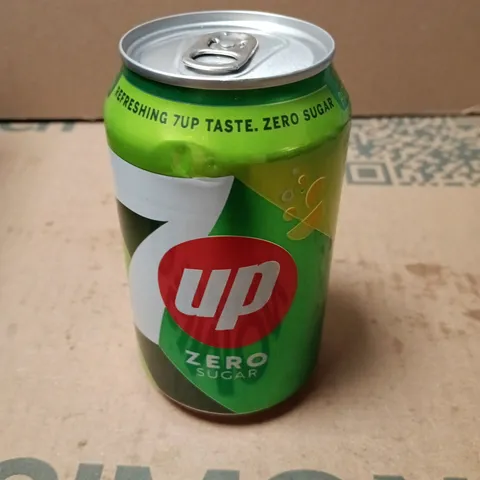 REFRESHING 7UP TASTE. ZERO SUGAR
7
up
ZERO
SUGAR